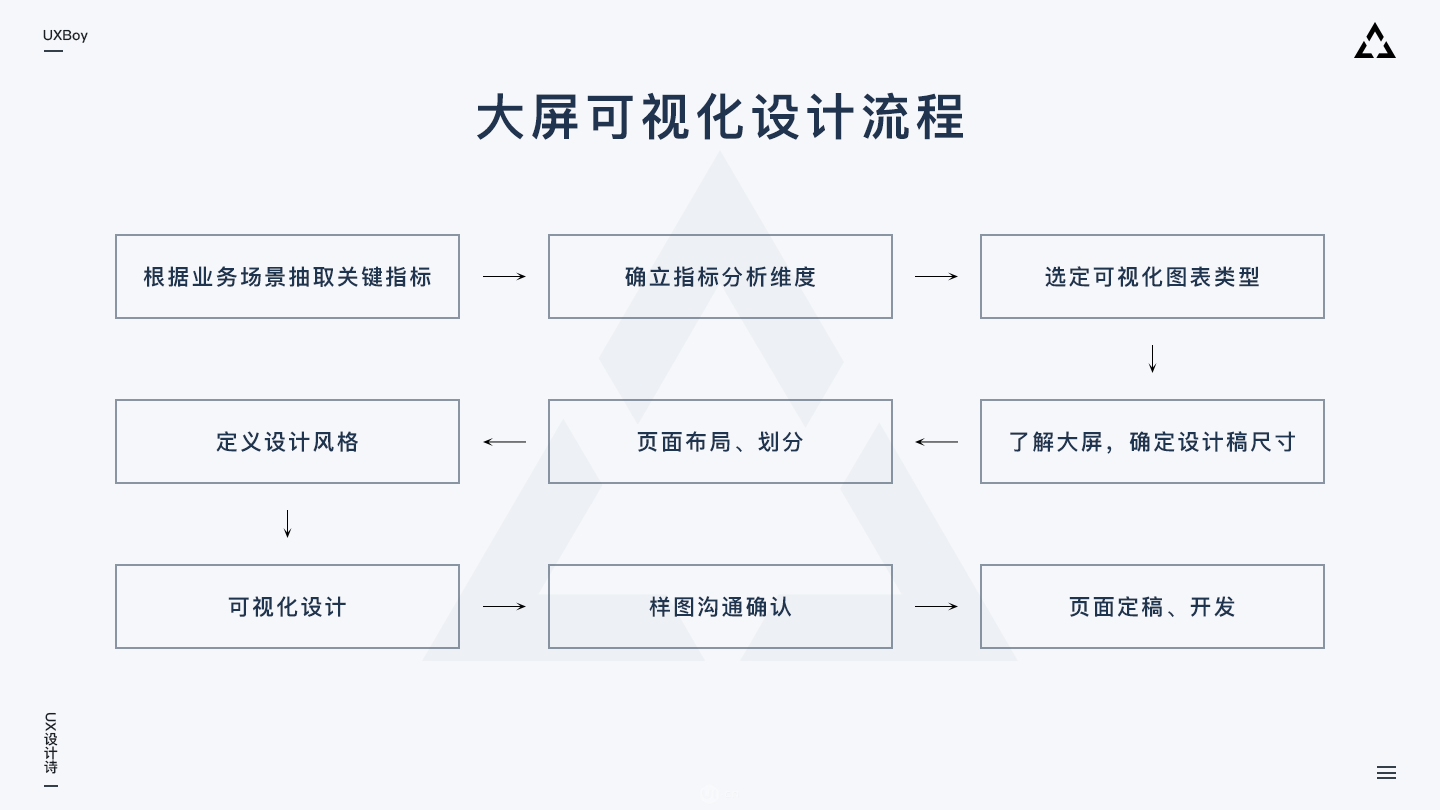 UXBoy
大屏可视化设计流程
根据业务场景抽取关键指标
确立指标分析维度
选定可视化图表类型
了解大屏，确定设计稿尺寸
页面布局、划分
定义设计风格
可视化设计
样图沟通确认
页面定稿、开发
UX设计诗